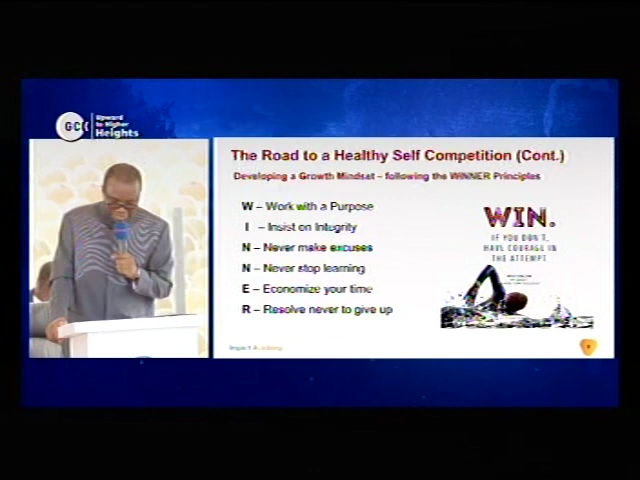 GCK
Upward
to Higher
Heights
The Road to a Healthy Self Competition (Cont.)
Developing a Growth Mindset – following the WINNER Principles
W – Work with a Purpose
I – Insist on Integrity
N – Never make excuses
N – Never stop learning
E – Economize your time
R – Resolve never to give up
WIN.
IF YOU DON'T,
HAVE COURAGE IN
THE ATTEMPT
Impact Academy